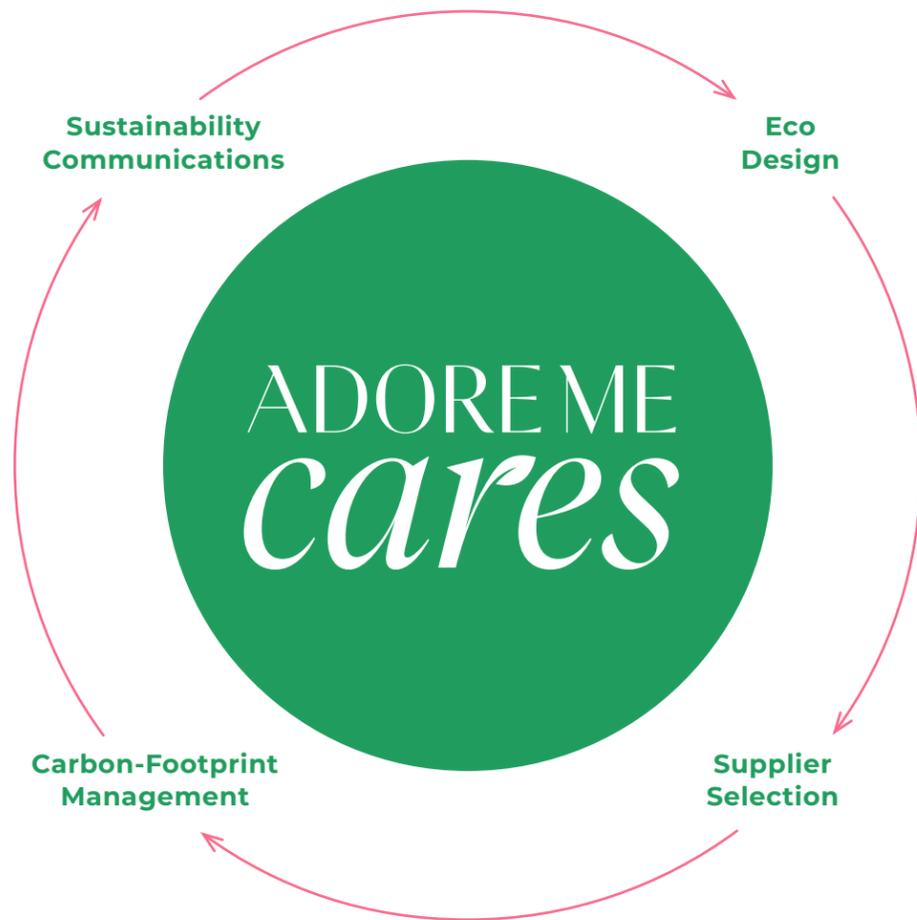 Sustainability
Communications
Eco
Design
ADORE ME
cares
Carbon-Footprint
Management
Supplier
Selection